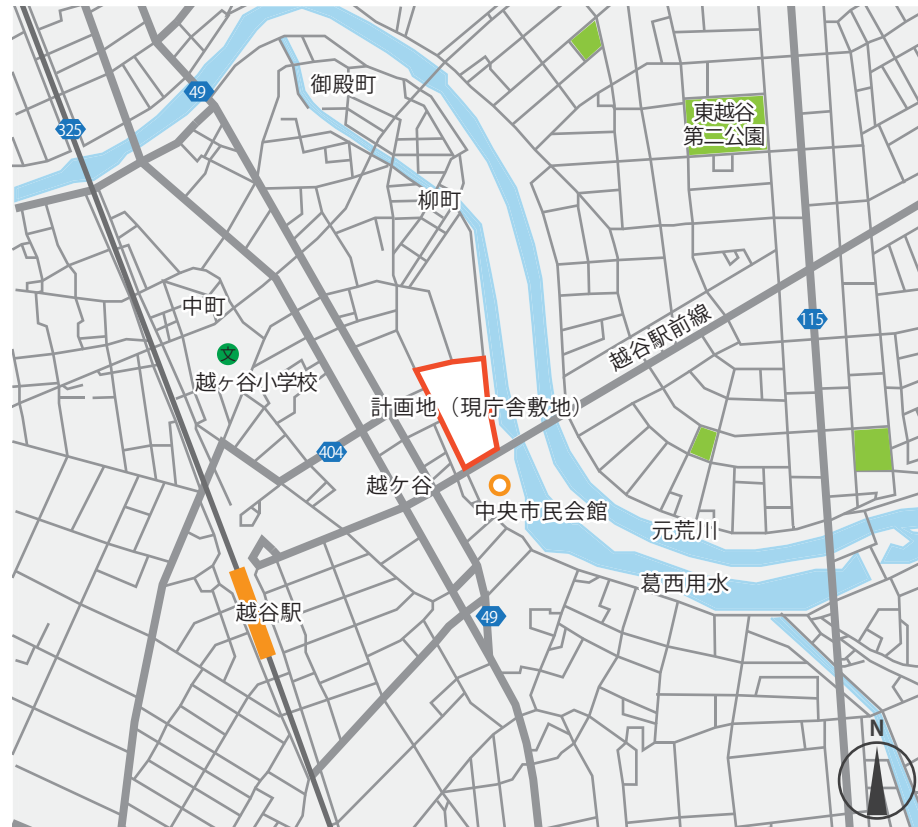 御殿町
49
東越谷
第二公園
325
柳町
中町
115
越谷駅前線
文
越ヶ谷小学校
計画地（現庁舎敷地）
404
越ケ谷
中央市民会館
元荒川
葛西用水
越谷駅
49
N